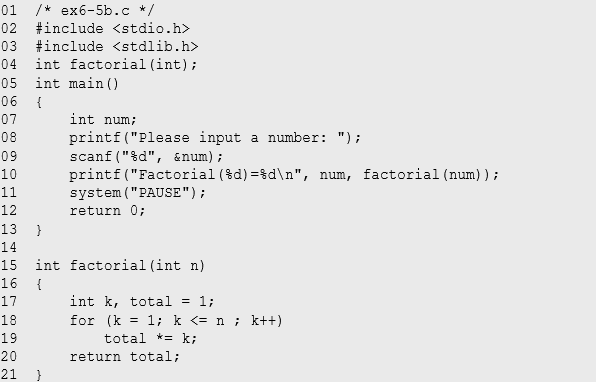 01 /* ex6-5b.c */
02 #include <stdio.h>
03 #include <stdlib.h>
04 int factorial(int);
05 int main()
06 {
07     int num;
08     printf("Please input a number: ");
09     scanf("%d", &num);
10     printf("Factorial(%d)=%d\n", num, factorial(num));
11     system("PAUSE");
12     return 0;
13 }
14
15 int factorial(int n)
16 {
17     int k, total = 1;
18     for (k = 1; k <= n ; k++)
19         total *= k;
20     return total;
21 }